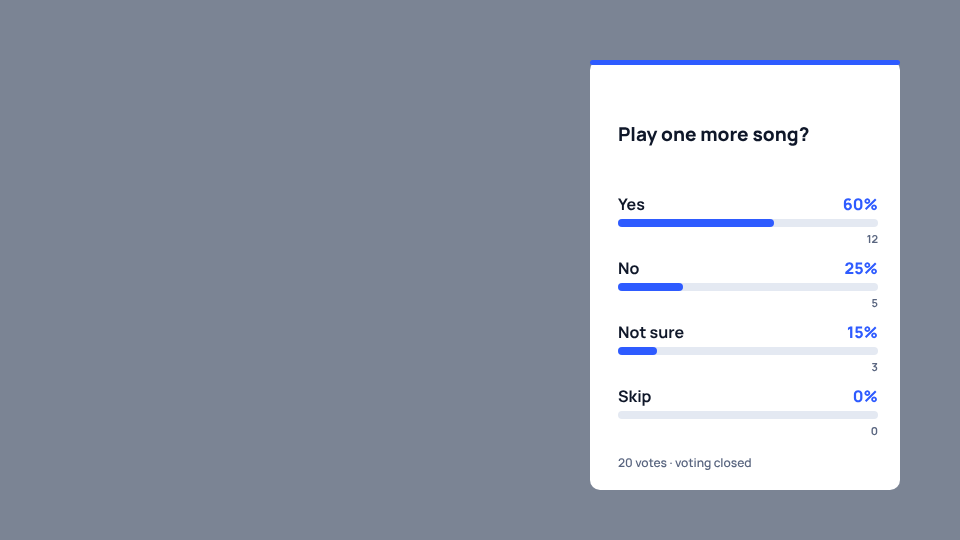 Play one more song?
Yes 60%
12
No 25%
5
Not sure 15%
3
Skip 0%
0
20 votes · voting closed